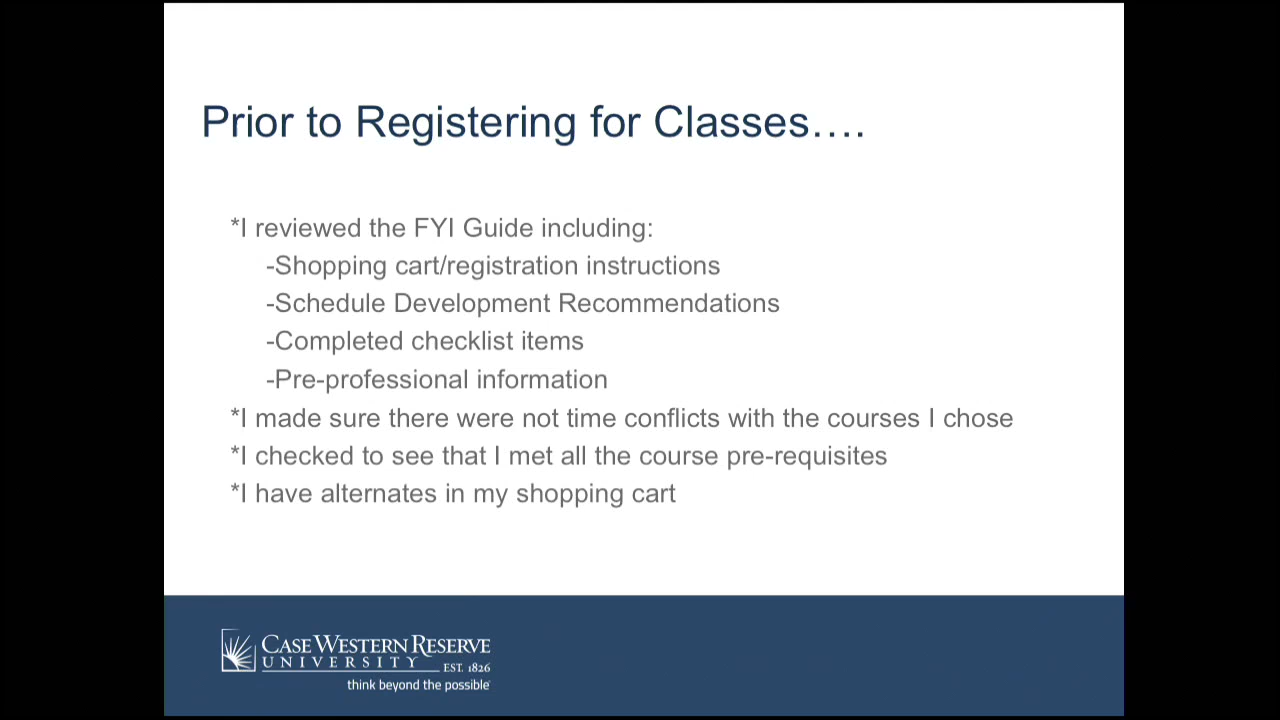 Prior to Registering for Classes….
*I reviewed the FYI Guide including:
-Shopping cart/registration instructions
-Schedule Development Recommendations
-Completed checklist items
-Pre-professional information
*I made sure there were not time conflicts with the courses I chose
*I checked to see that I met all the course pre-requisites
*I have alternates in my shopping cart
CASE WESTERN RESERVE
UNIVERSITY EST. 1826
think beyond the possible